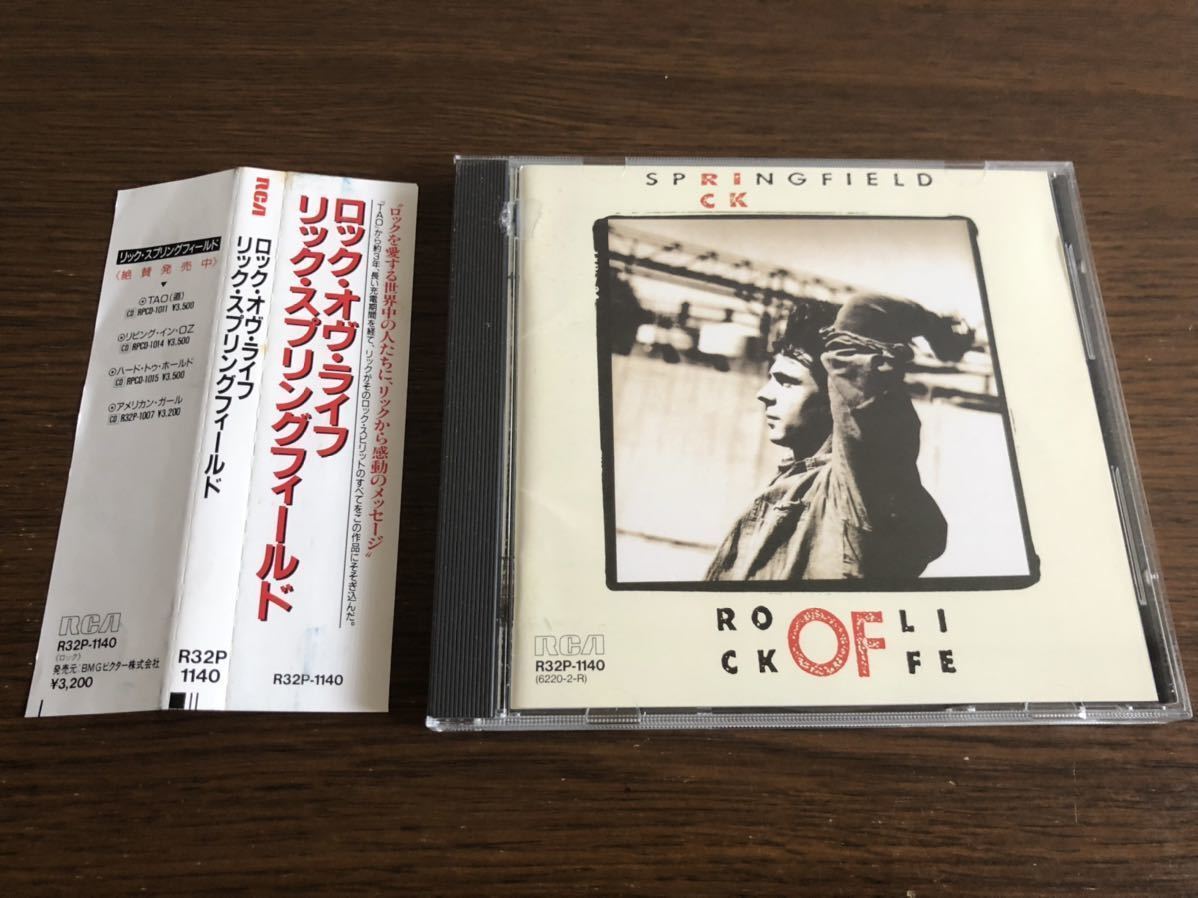 リック・スプリングフィールド
〈絶賛発売中〉
▼
⦿TAO(道)
CD RPCD-1011 ¥3,500
⦿リビング・イン・OZ
CD RPCD-1014 ¥3,500
⦿ハード・トゥ・ホールド
CD RPCD-1015 ¥3,500
⦿アメリカン・ガール
CD R32P-1007 ¥3,200
RCA
R32P-1140
(ロック)
発売元:BMGビクター株式会社
¥3,200
RCA
ロック・オヴ・ライフ
リック・スプリングフィールド
R32P
1140
"ロックを愛する世界中の人たちに、リックから感動のメッセージ"
『TAO』から約3年、長い充電期間を経て、リックがそのロック・スピリットのすべてをこの作品にそそぎ込んだ。
ロック・オヴ・ライフ
リック・スプリングフィールド
R32P-1140
SPRINGFIELD
CK
RO OF LI
CK FE
RCA
R32P-1140
(6220-2-R)